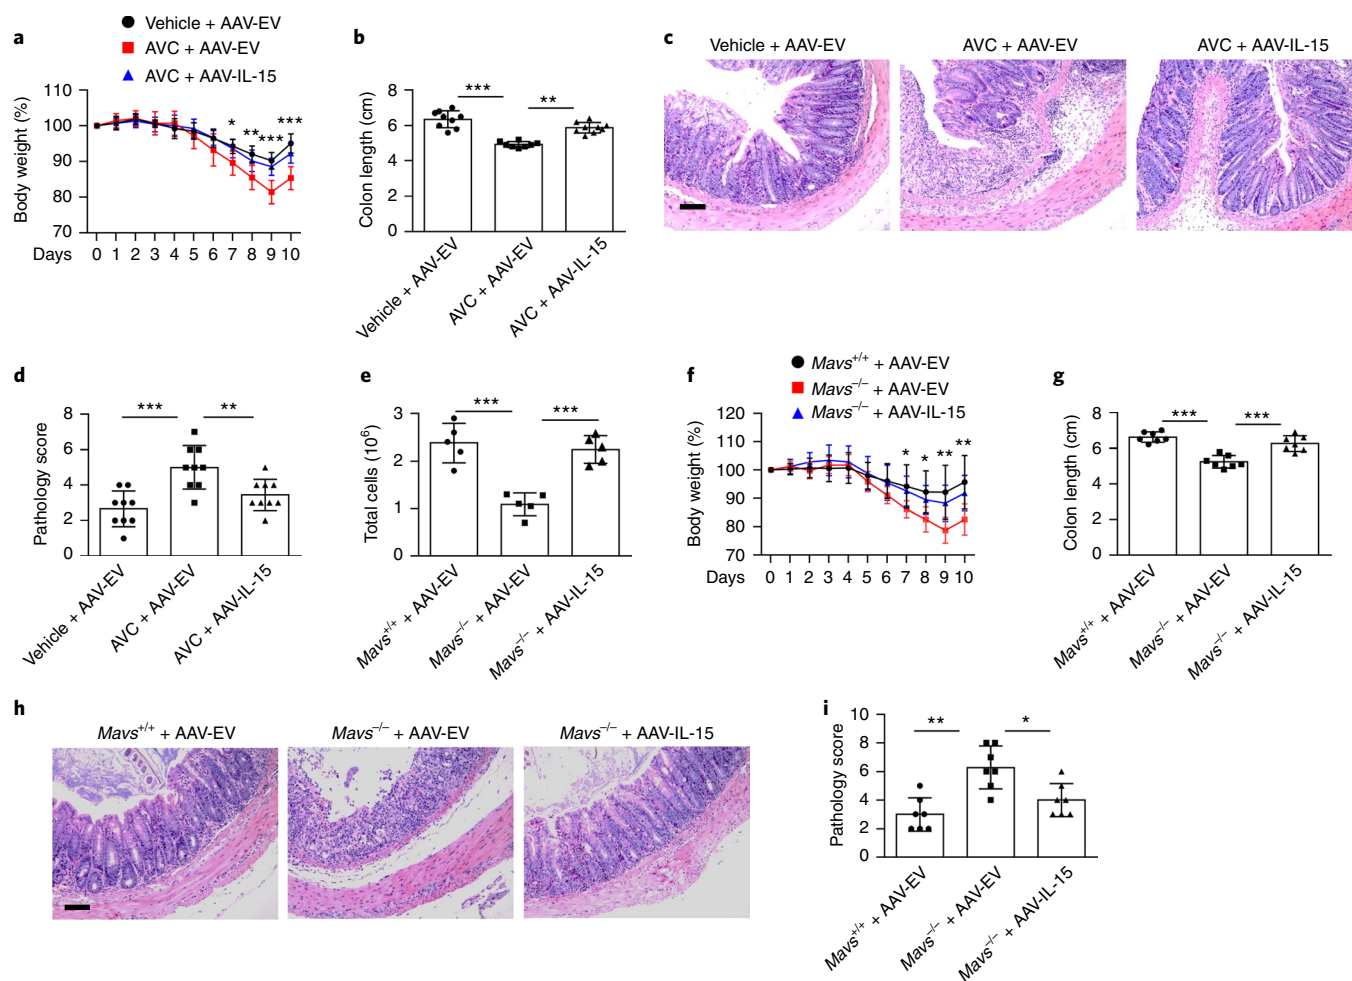 a
Vehicle + AAV-EV
AVC + AAV-EV
AVC + AAV-IL-15
Body weight (%)
110
100
90
80
70
* ** *** ***
Days 0 1 2 3 4 5 6 7 8 9 10
b
Colon length (cm)
8
6
4
2
0
*** **
Vehicle + AAV-EV
AVC + AAV-EV
AVC + AAV-IL-15
c
Vehicle + AAV-EV AVC + AAV-EV AVC + AAV-IL-15
d
Pathology score
8
6
4
2
0
*** **
Vehicle + AAV-EV
AVC + AAV-EV
AVC + AAV-IL-15
e
Total cells (10⁶)
3
2
1
0
*** ***
Mavs⁺/⁺ + AAV-EV
Mavs⁻/⁻ + AAV-EV
Mavs⁻/⁻ + AAV-IL-15
f
Mavs⁺/⁺ + AAV-EV
Mavs⁻/⁻ + AAV-EV
Mavs⁻/⁻ + AAV-IL-15
Body weight (%)
120
110
100
90
80
70
* * ** **
Days 0 1 2 3 4 5 6 7 8 9 10
g
Colon length (cm)
8
6
4
2
0
*** ***
Mavs⁺/⁺ + AAV-EV
Mavs⁻/⁻ + AAV-EV
Mavs⁻/⁻ + AAV-IL-15
h
Mavs⁺/⁺ + AAV-EV Mavs⁻/⁻ + AAV-EV Mavs⁻/⁻ + AAV-IL-15
i
Pathology score
10
8
6
4
2
0
** *
Mavs⁺/⁺ + AAV-EV
Mavs⁻/⁻ + AAV-EV
Mavs⁻/⁻ + AAV-IL-15